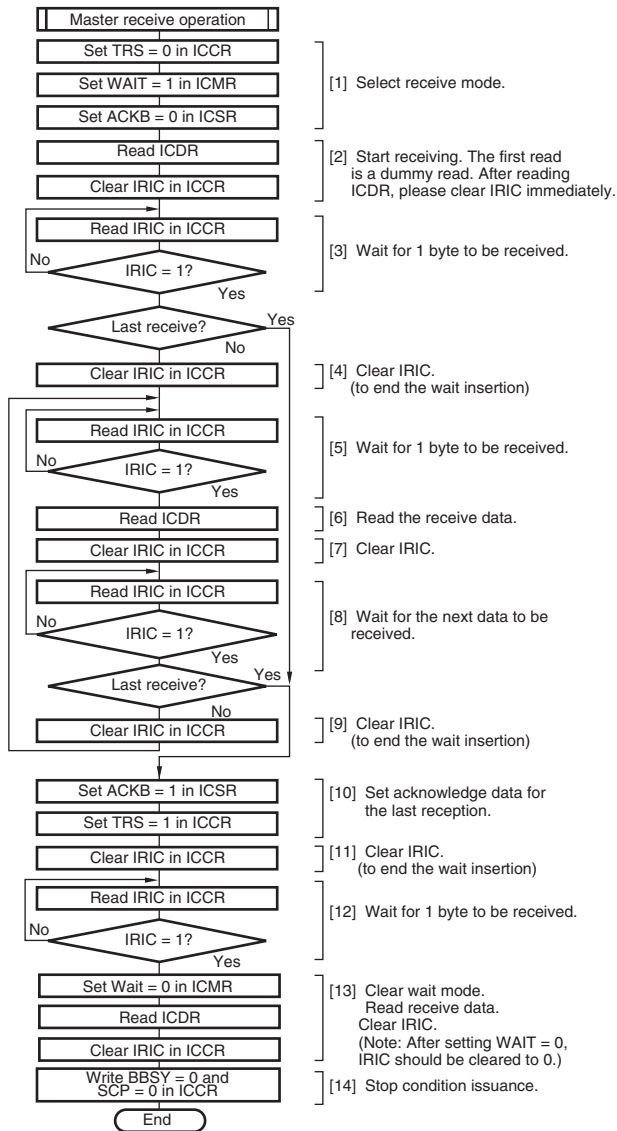 Master receive operation
Set TRS = 0 in ICCR
Set WAIT = 1 in ICMR
Set ACKB = 0 in ICSR
[1] Select receive mode.
Read ICDR
Clear IRIC in ICCR
[2] Start receiving. The first read
is a dummy read. After reading
ICDR, please clear IRIC immediately.
Read IRIC in ICCR
No
IRIC = 1?
Yes
[3] Wait for 1 byte to be received.
Last receive?
Yes
No
Clear IRIC in ICCR
[4] Clear IRIC.
(to end the wait insertion)
Read IRIC in ICCR
No
IRIC = 1?
Yes
[5] Wait for 1 byte to be received.
Read ICDR
[6] Read the receive data.
Clear IRIC in ICCR
[7] Clear IRIC.
Read IRIC in ICCR
No
IRIC = 1?
Yes
[8] Wait for the next data to be
received.
Last receive?
Yes
No
Clear IRIC in ICCR
[9] Clear IRIC.
(to end the wait insertion)
Set ACKB = 1 in ICSR
Set TRS = 1 in ICCR
[10] Set acknowledge data for
the last reception.
Clear IRIC in ICCR
[11] Clear IRIC.
(to end the wait insertion)
Read IRIC in ICCR
No
IRIC = 1?
Yes
[12] Wait for 1 byte to be received.
Set Wait = 0 in ICMR
Read ICDR
Clear IRIC in ICCR
[13] Clear wait mode.
Read receive data.
Clear IRIC.
(Note: After setting WAIT = 0,
IRIC should be cleared to 0.)
Write BBSY = 0 and
SCP = 0 in ICCR
[14] Stop condition issuance.
End